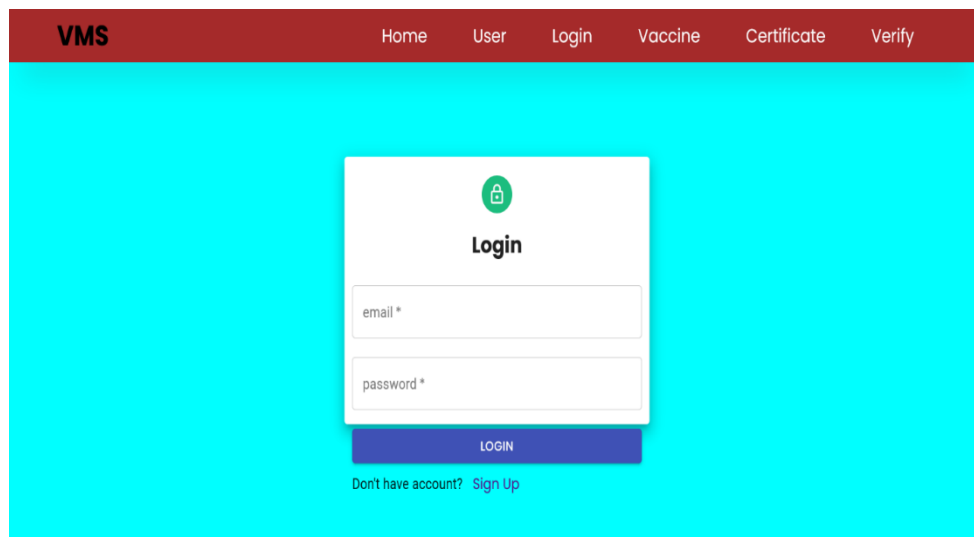 VMS Home User Login Vaccine Certificate Verify
Login
email *
password *
LOGIN
Don't have account? Sign Up